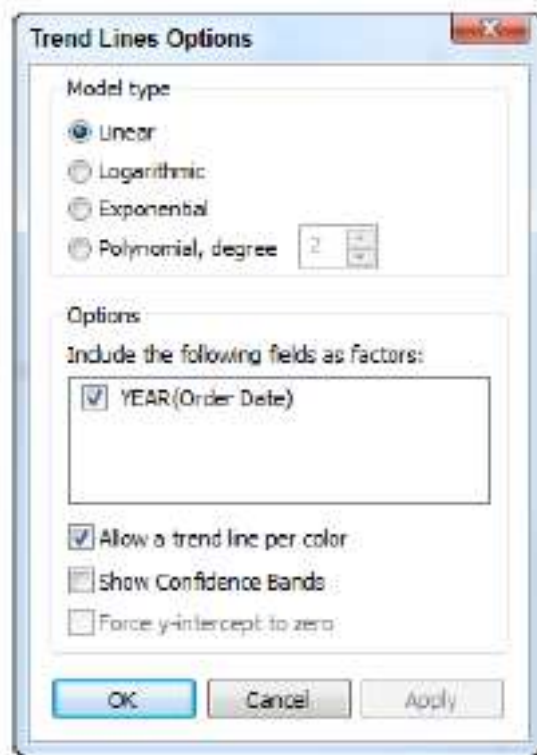 Trend Lines Options
Model type
Linear
Logarithmic
Exponential
Polynomial, degree 2
Options
Include the following fields as factors:
YEAR(Order Date)
Allow a trend line per color
Show Confidence Bands
Force y-intercept to zero
OK Cancel Apply